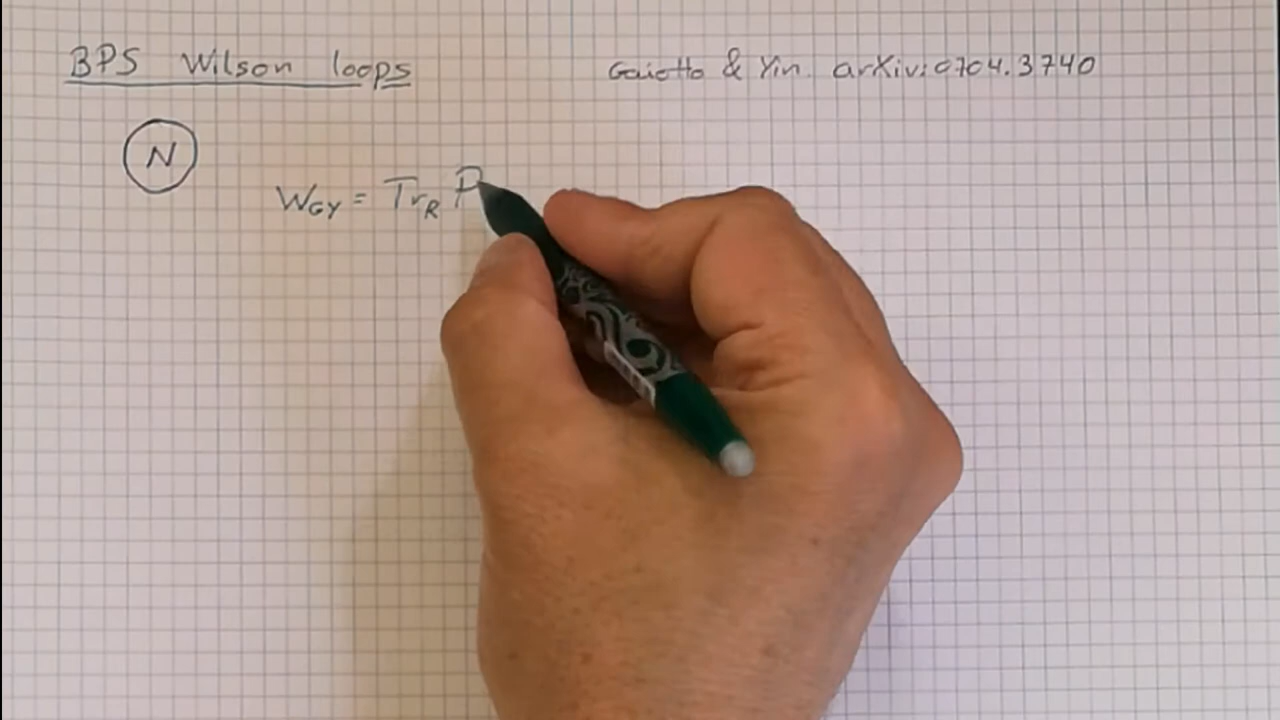 BPS Wilson loops Gaiotto & Yin arXiv:0704.3740
N
W_GY = Tr_R P